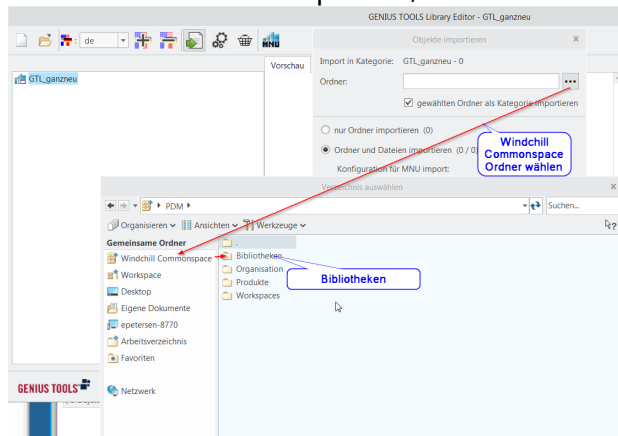 GENIUS TOOLS Library Editor - GTL_ganzneu
de
MNU
Objekte importieren
Vorschau
Import in Kategorie: GTL_ganzneu - 0
GTL_ganzneu
Ordner:
gewählten Ordner als Kategorie importieren
nur Ordner importieren (0)
Ordner und Dateien importieren (0 / 0)
Konfiguration für MNU import:
Windchill
Commonspace
Ordner wählen
Verzeichnis auswählen
PDM
Suchen...
Organisieren
Ansichten
Werkzeuge
Gemeinsame Ordner
.
Windchill Commonspace
Bibliotheken
Workspace
Organisation
Desktop
Produkte
Eigene Dokumente
Workspaces
Bibliotheken
epetersen-8770
Arbeitsverzeichnis
Favoriten
GENIUS TOOLS
Netzwerk